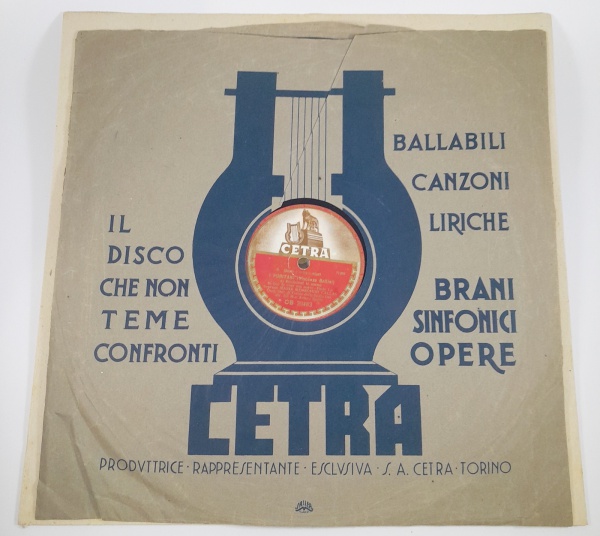 BALLABILI
CANZONI
LIRICHE
IL
DISCO
CHE NON
TEME
CONFRONTI
BRANI
SINFONICI
OPERE
CETRA
CETRA
PRODVTTRICE · RAPPRESENTANTE · ESCLVSIVA · S. A. CETRA · TORINO